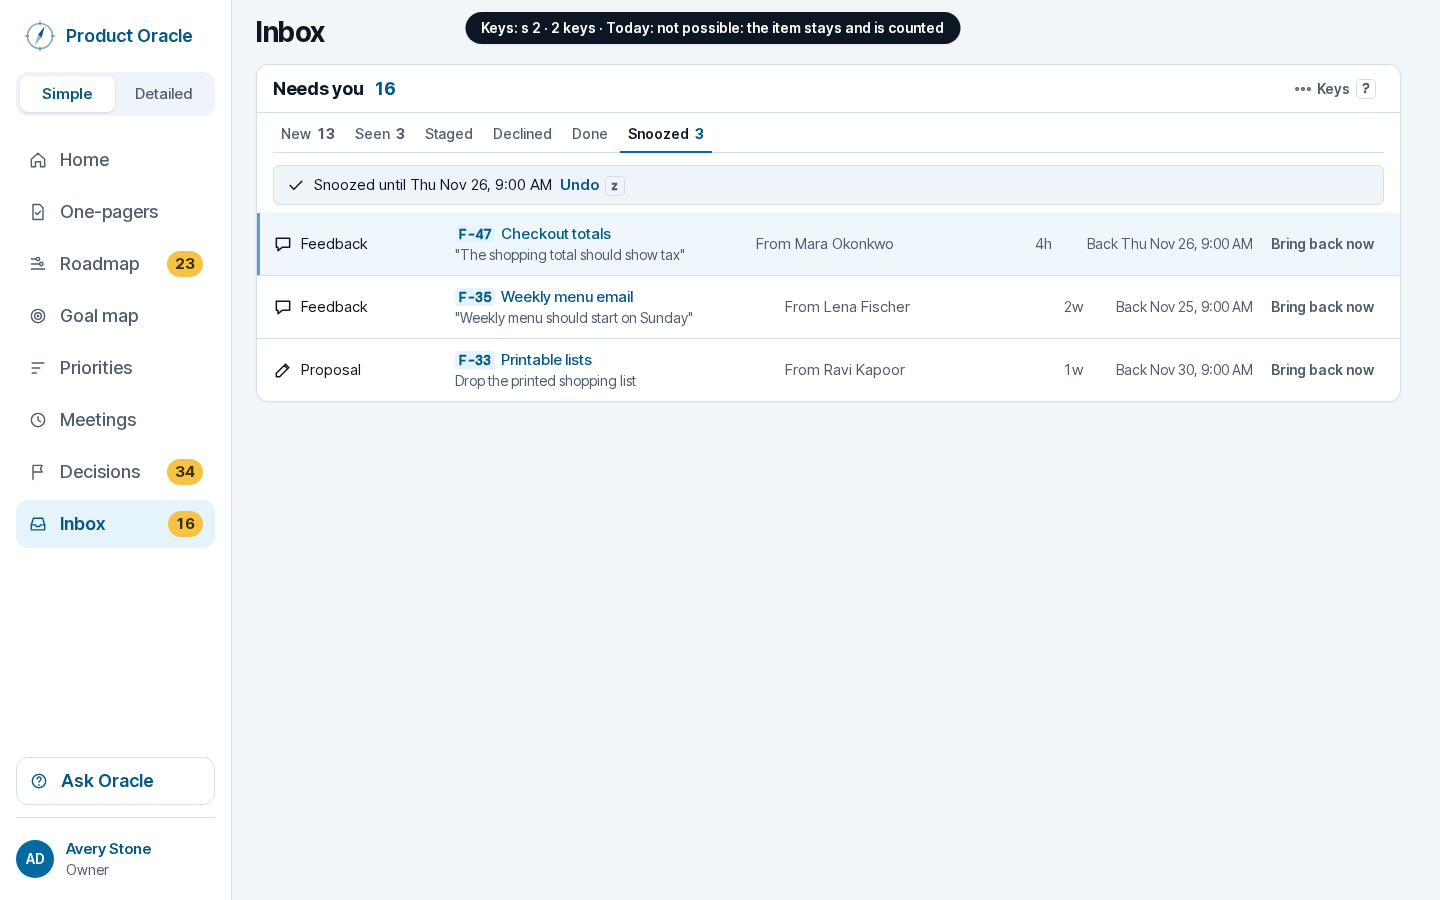 Product Oracle
Simple
Detailed
Home
One-pagers
Roadmap 23
Goal map
Priorities
Meetings
Decisions 34
Inbox 16
Ask Oracle
AD
Avery Stone
Owner
Inbox
Keys: s 2 · 2 keys · Today: not possible: the item stays and is counted
Needs you 16
Keys ?
New 13 Seen 3 Staged Declined Done Snoozed 3
Snoozed until Thu Nov 26, 9:00 AM Undo z
Feedback F-47 Checkout totals From Mara Okonkwo 4h Back Thu Nov 26, 9:00 AM Bring back now
"The shopping total should show tax"
Feedback F-35 Weekly menu email From Lena Fischer 2w Back Nov 25, 9:00 AM Bring back now
"Weekly menu should start on Sunday"
Proposal F-33 Printable lists From Ravi Kapoor 1w Back Nov 30, 9:00 AM Bring back now
Drop the printed shopping list